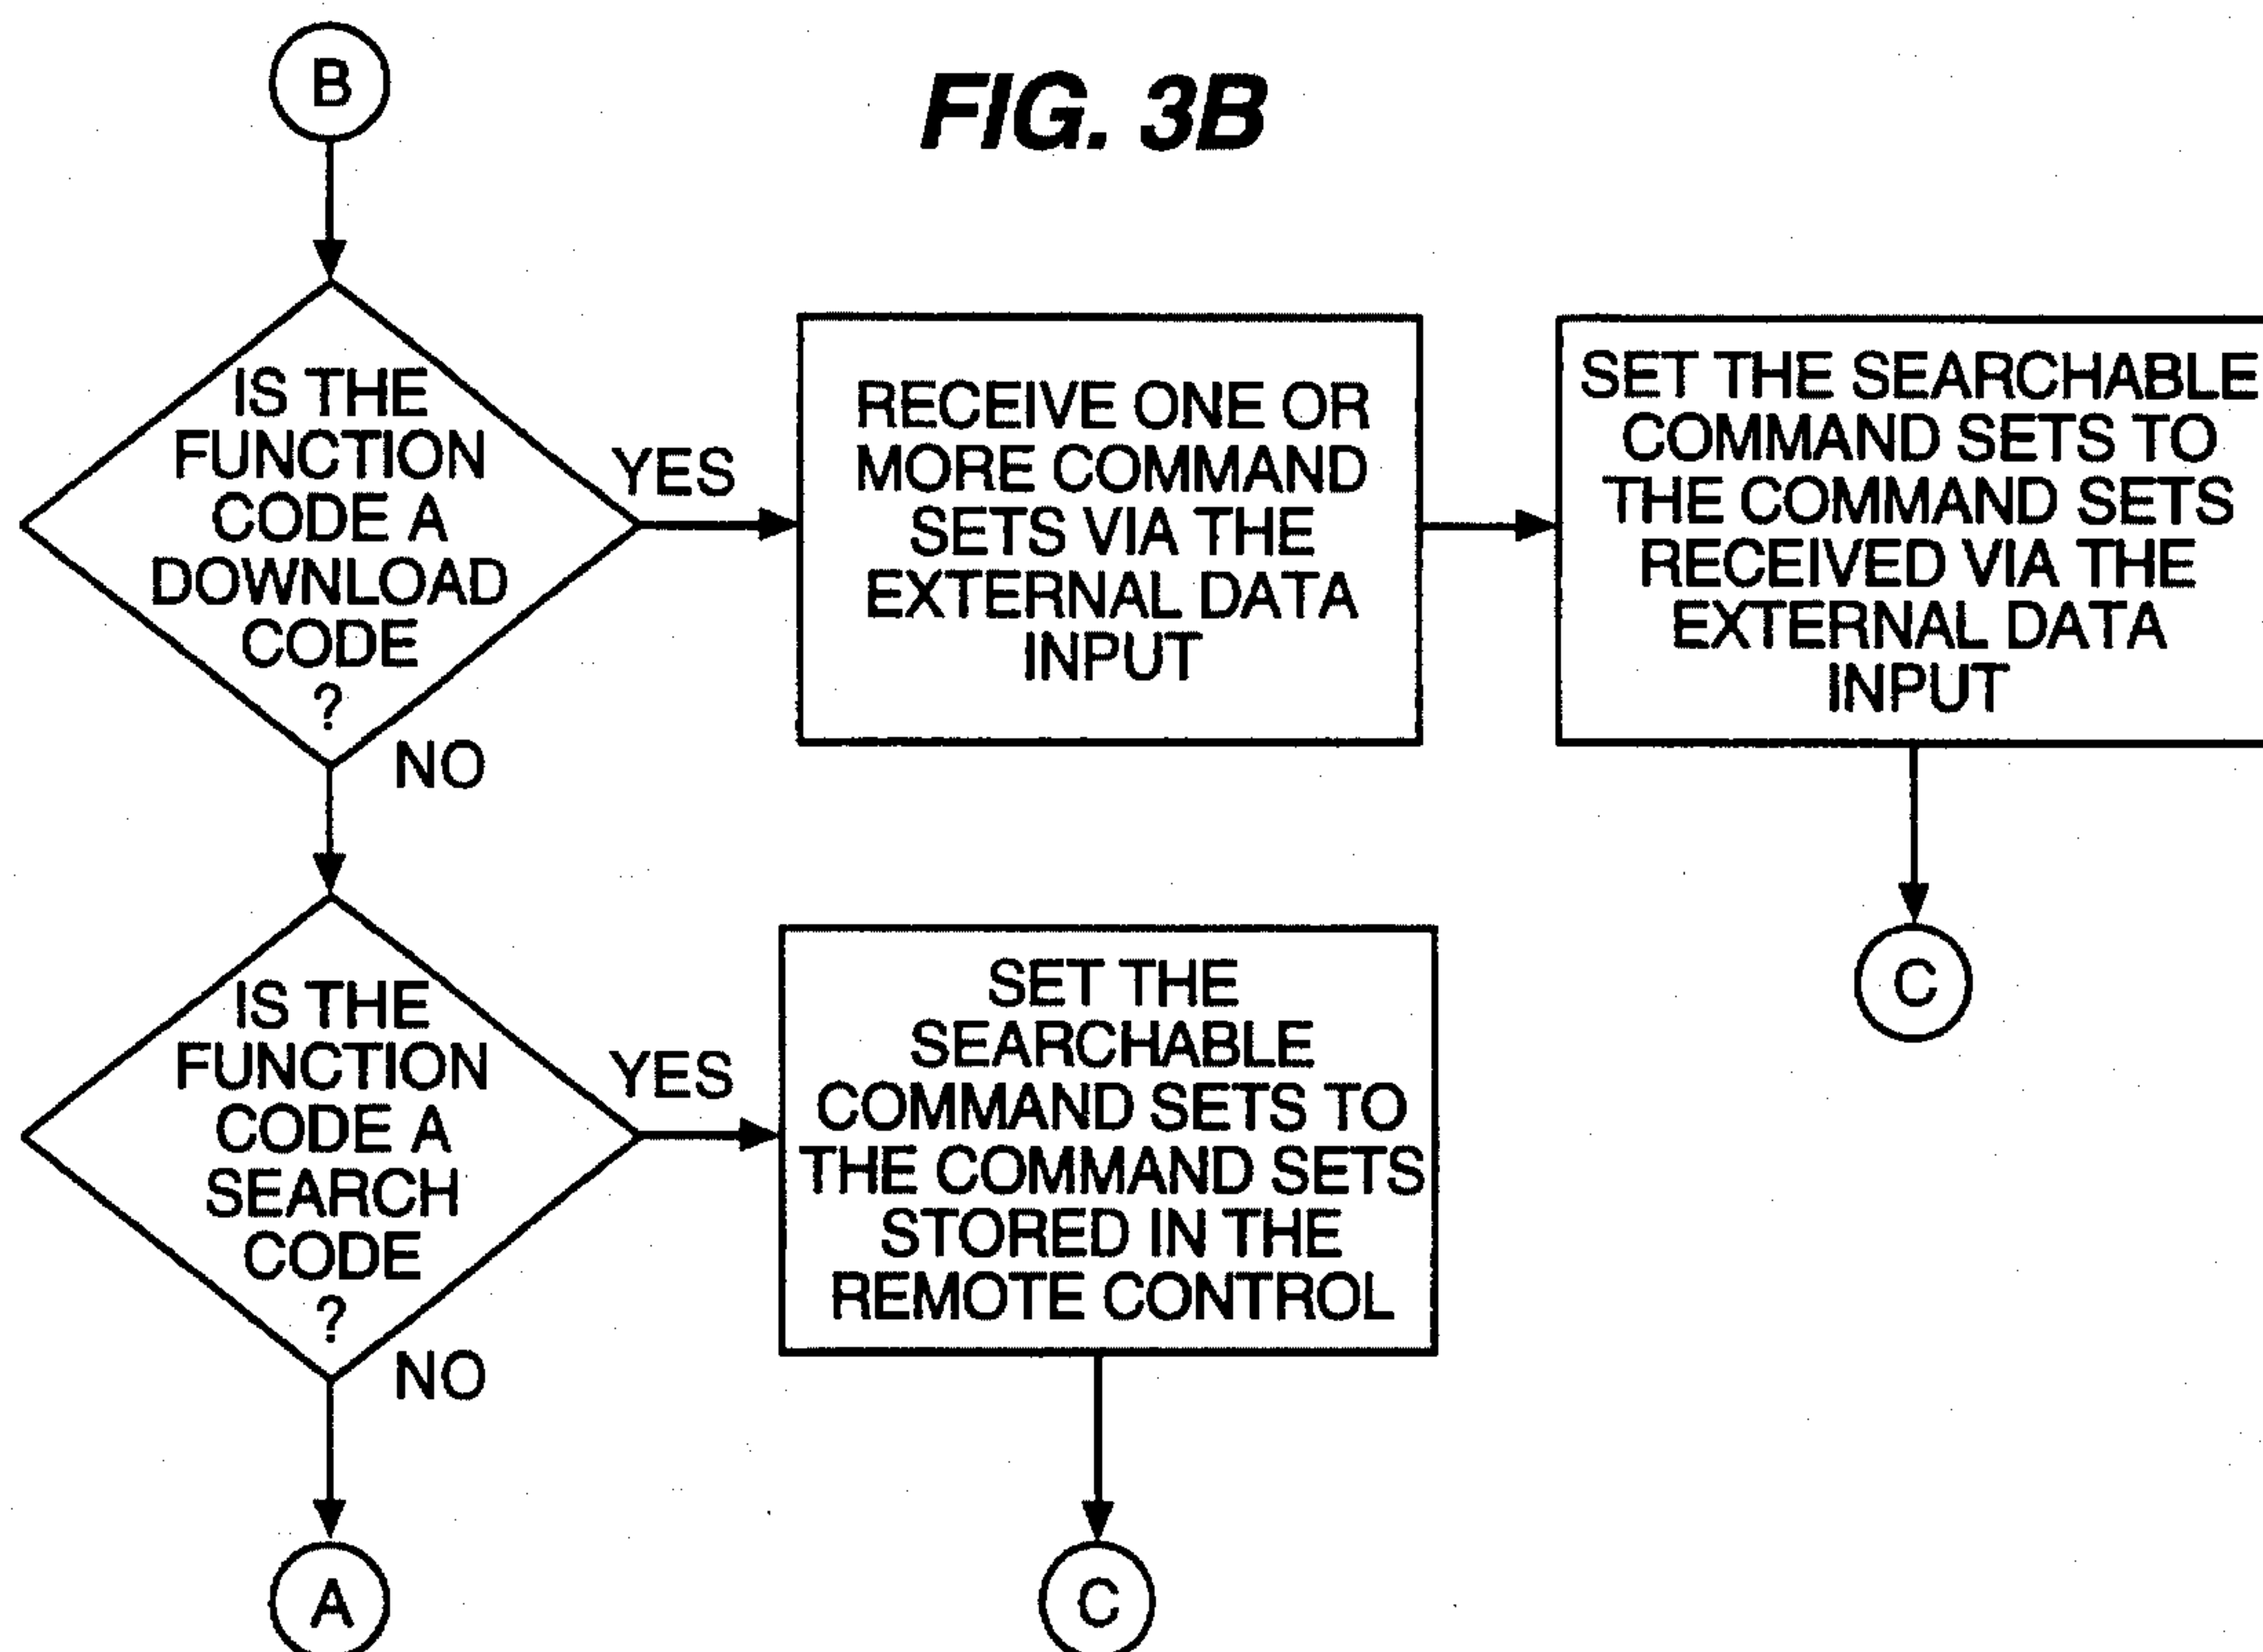 B
FIG. 3B
IS THE
FUNCTION
CODE A
DOWNLOAD
CODE
?
YES
NO
RECEIVE ONE OR
MORE COMMAND
SETS VIA THE
EXTERNAL DATA
INPUT
SET THE SEARCHABLE
COMMAND SETS TO
THE COMMAND SETS
RECEIVED VIA THE
EXTERNAL DATA
INPUT
C
IS THE
FUNCTION
CODE A
SEARCH
CODE
?
YES
NO
SET THE
SEARCHABLE
COMMAND SETS TO
THE COMMAND SETS
STORED IN THE
REMOTE CONTROL
A
C